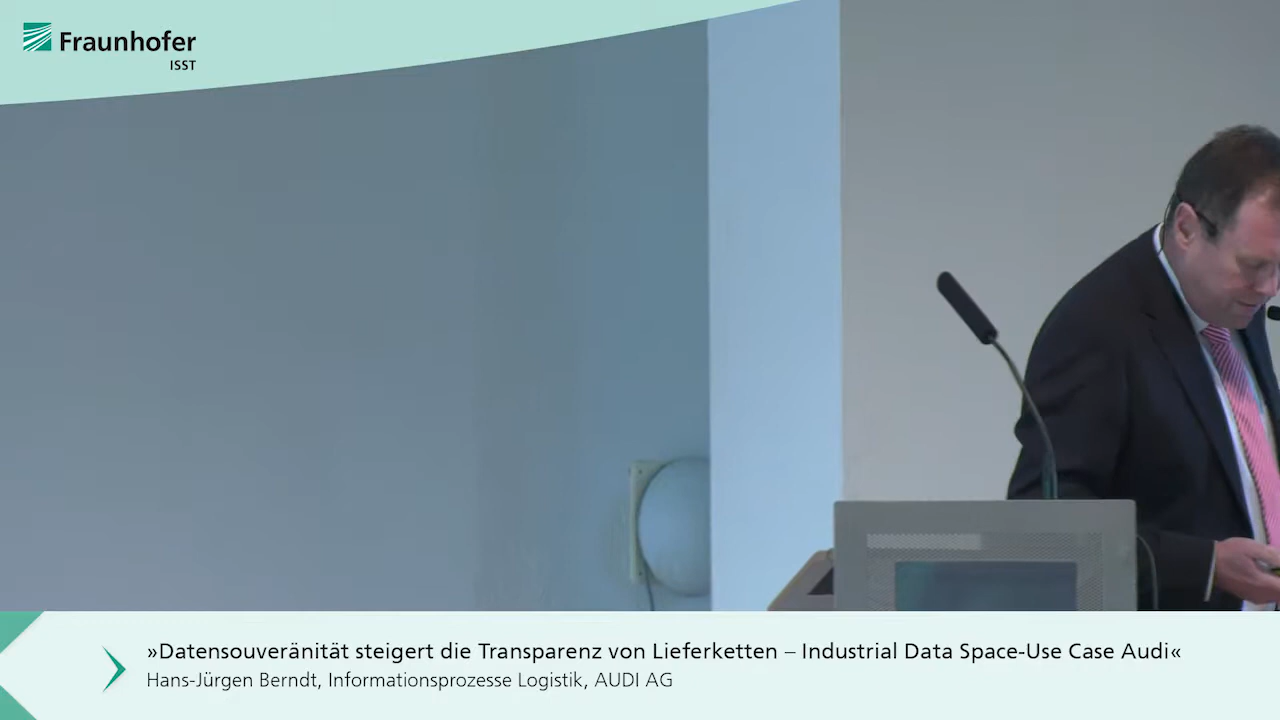 Fraunhofer
ISST
»Datensouveränität steigert die Transparenz von Lieferketten – Industrial Data Space-Use Case Audi«
Hans-Jürgen Berndt, Informationsprozesse Logistik, AUDI AG